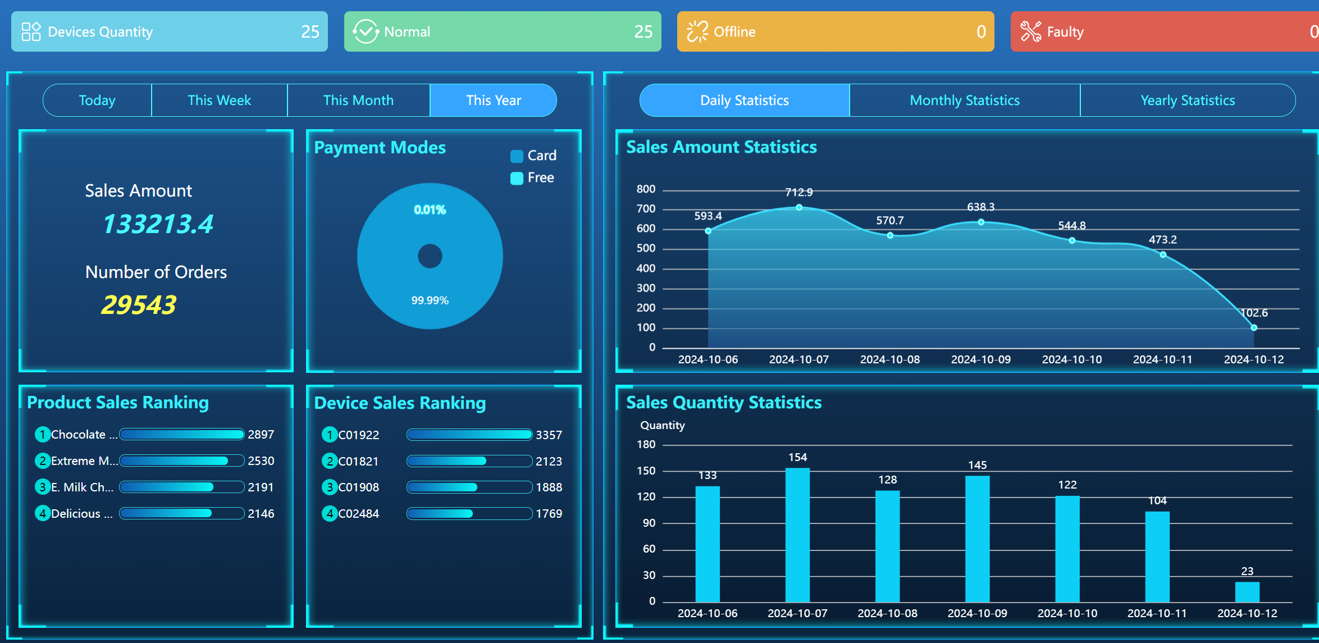 Devices Quantity 25
Normal 25
Offline 0
Faulty 0
Today This Week This Month This Year
Sales Amount
133213.4
Number of Orders
29543
Payment Modes
Card
Free
0.01%
99.99%
Product Sales Ranking
1 Chocolate ... 2897
2 Extreme M... 2530
3 E. Milk Ch... 2191
4 Delicious ... 2146
Device Sales Ranking
1 C01922 3357
2 C01821 2123
3 C01908 1888
4 C02484 1769
Daily Statistics Monthly Statistics Yearly Statistics
Sales Amount Statistics
800
700
600
500
400
300
200
100
0
593.4
712.9
570.7
638.3
544.8
473.2
102.6
2024-10-06 2024-10-07 2024-10-08 2024-10-09 2024-10-10 2024-10-11 2024-10-12
Sales Quantity Statistics
Quantity
180
150
120
90
60
30
0
133
154
128
145
122
104
23
2024-10-06 2024-10-07 2024-10-08 2024-10-09 2024-10-10 2024-10-11 2024-10-12